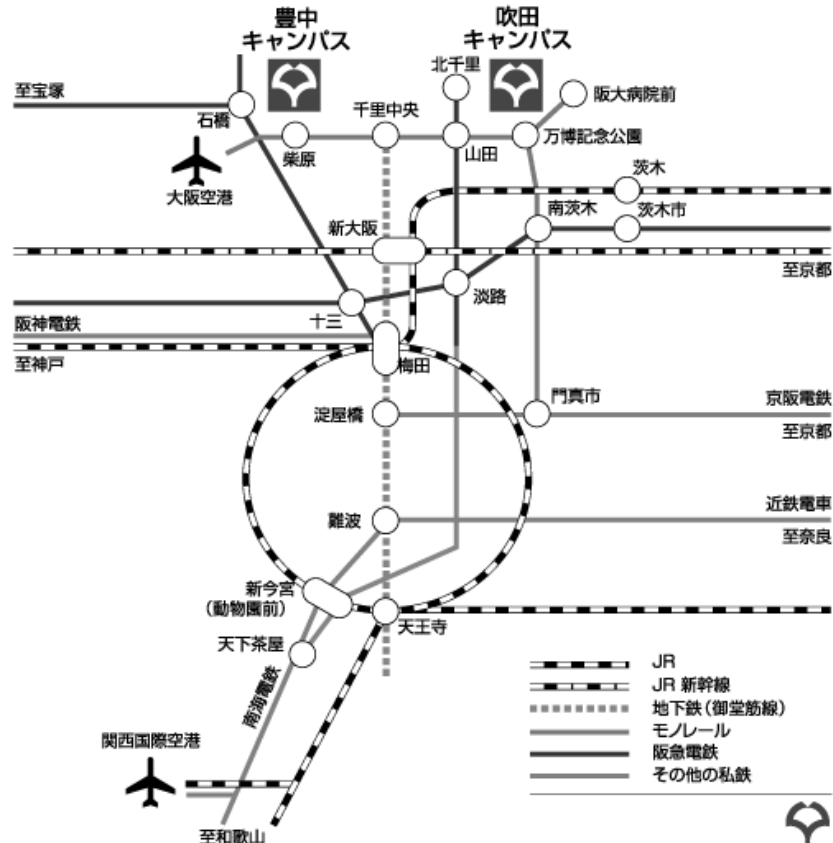 豊中
キャンパス
吹田
キャンパス
北千里
至宝塚
石橋
千里中央
阪大病院前
柴原
山田
万博記念公園
大阪空港
茨木
新大阪
南茨木
茨木市
至京都
十三
淡路
阪神電鉄
至神戸
梅田
淀屋橋
門真市
京阪電鉄
至京都
難波
近鉄電車
至奈良
新今宮
(動物園前)
天王寺
天下茶屋
南海電鉄
関西国際空港
至和歌山
JR
JR 新幹線
地下鉄(御堂筋線)
モノレール
阪急電鉄
その他の私鉄